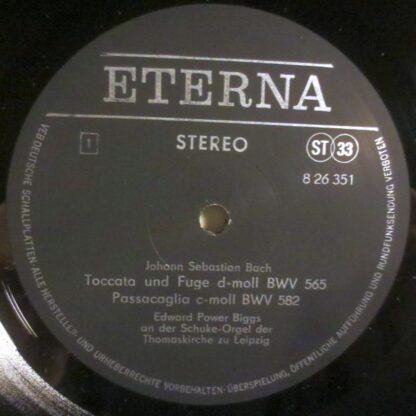 ETERNA
1
STEREO
ST 33
8 26 351
Johann Sebastian Bach
Toccata und Fuge d-moll BWV 565
Passacaglia c-moll BWV 582
Edward Power Biggs
an der Schuke-Orgel der
Thomaskirche zu Leipzig
VEB DEUTSCHE SCHALLPLATTEN · ALLE HERSTELLER- UND URHEBERRECHTE VORBEHALTEN · ÜBERSPIELUNG, ÖFFENTLICHE AUFFÜHRUNG UND RUNDFUNKSENDUNG VERBOTEN